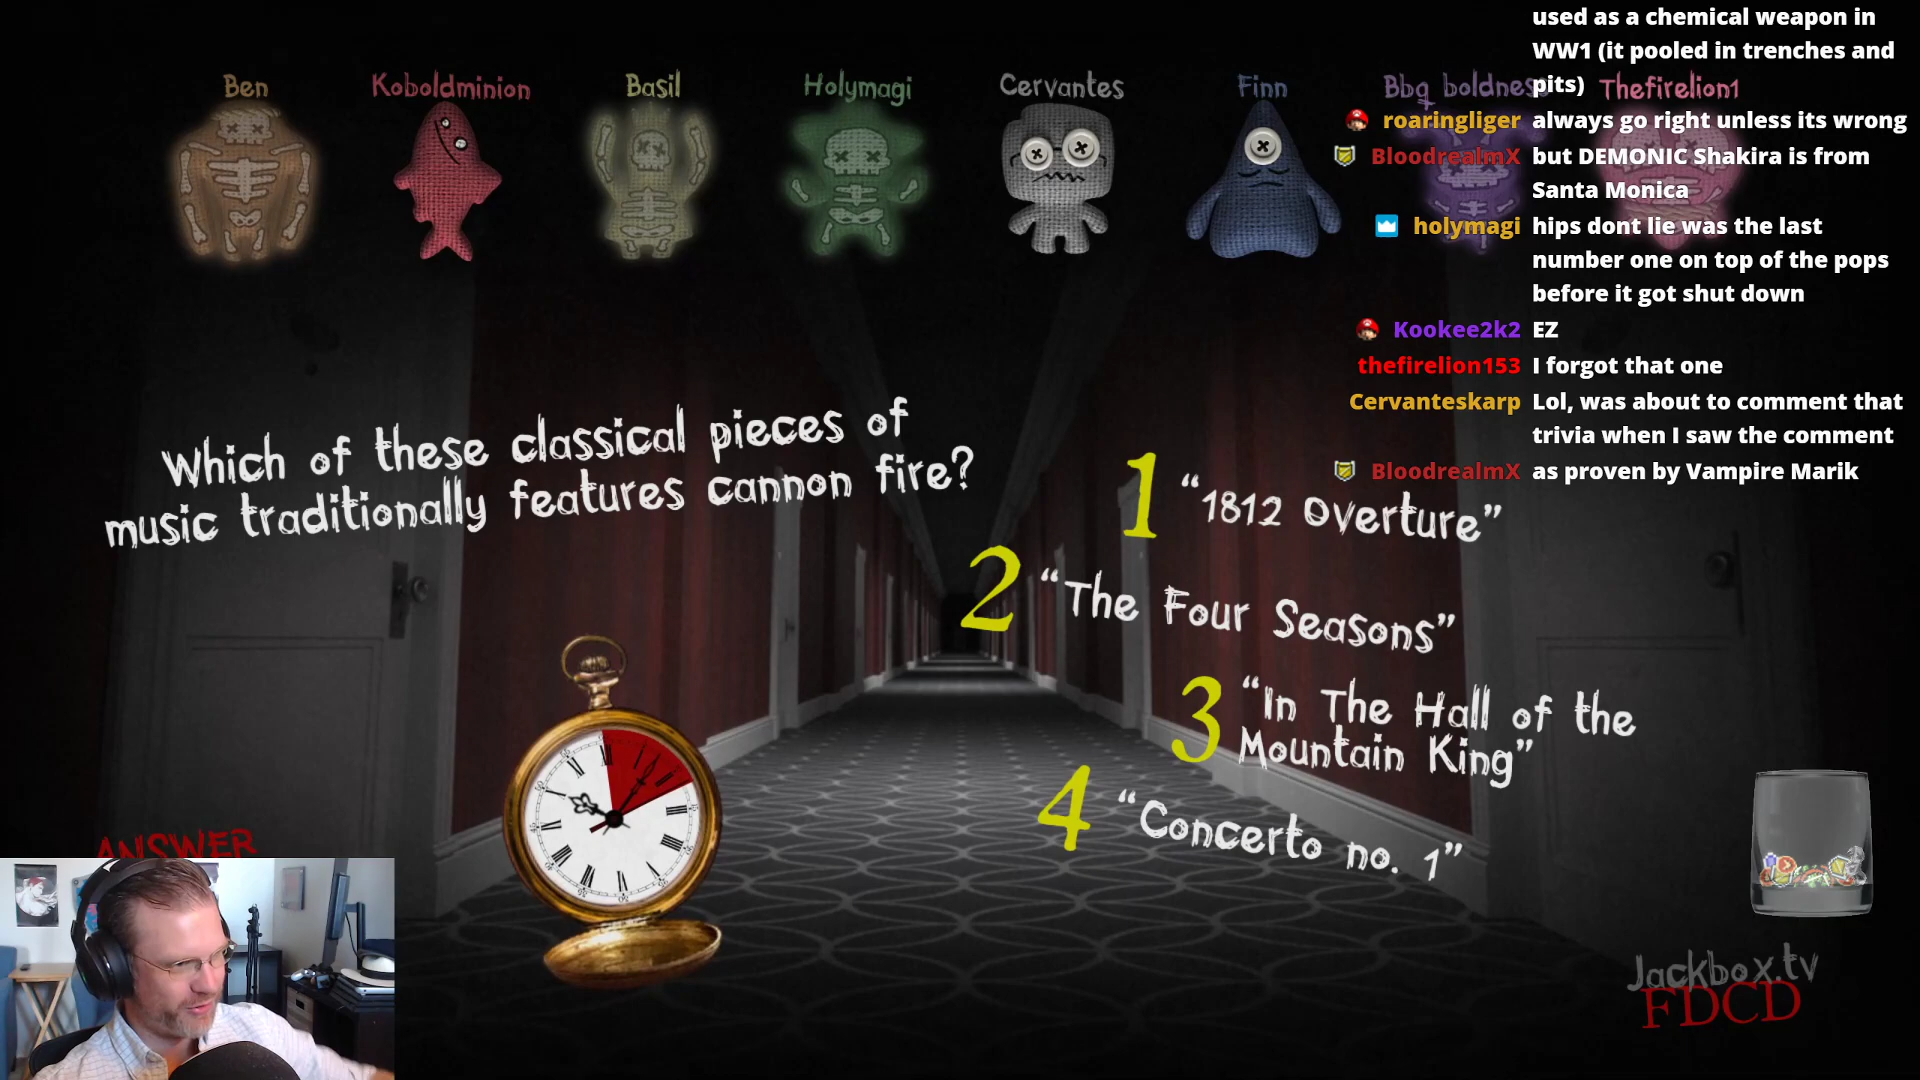 Ben
Koboldminion
Basil
Holymagi
Cervantes
Finn
Bbq boldness
Thefirelion1
used as a chemical weapon in
WW1 (it pooled in trenches and
pits)
roaringliger always go right unless its wrong
BloodrealmX but DEMONIC Shakira is from
Santa Monica
holymagi hips dont lie was the last
number one on top of the pops
before it got shut down
Kookee2k2 EZ
thefirelion153 I forgot that one
Cervanteskarp Lol, was about to comment that
trivia when I saw the comment
BloodrealmX as proven by Vampire Marik
Which of these classical pieces of
music traditionally features cannon fire?
1 "1812 Overture"
2 "The Four Seasons"
3 "In The Hall of the
Mountain King"
4 "Concerto no. 1"
ANSWER
Jackbox.tv
FDCD